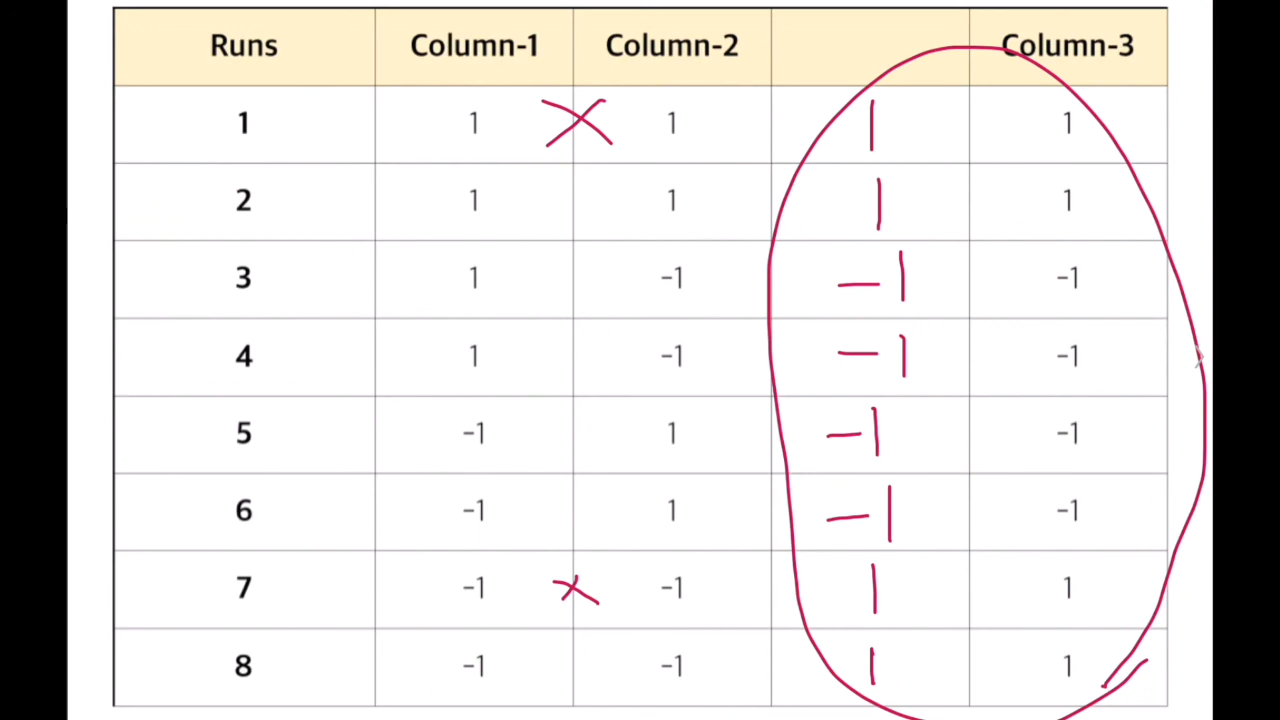 Runs Column-1 Column-2 Column-3
1 1 × 1 1 1
2 1 1 1 1
3 1 -1 -1 -1
4 1 -1 -1 -1
5 -1 1 -1 -1
6 -1 1 -1 -1
7 -1 × -1 1 1
8 -1 -1 1 1